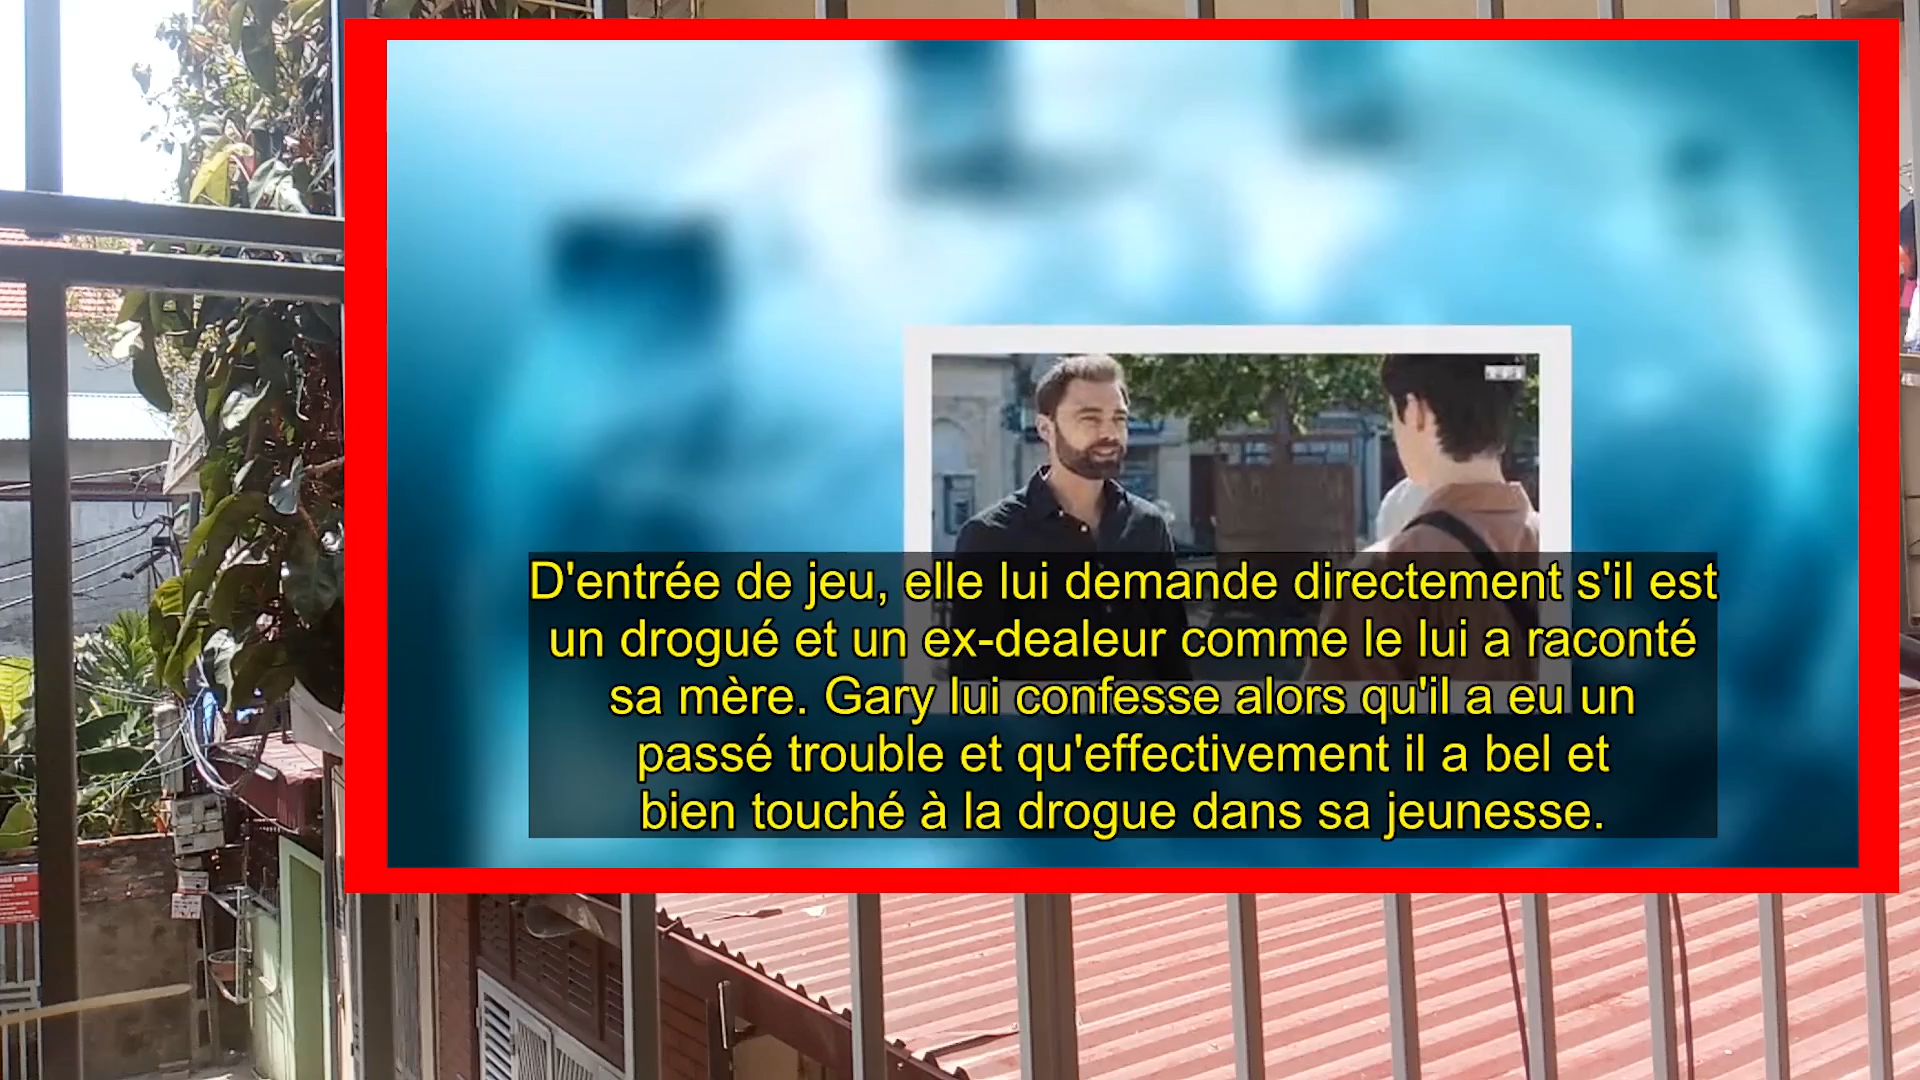 D'entrée de jeu, elle lui demande directement s'il est
un drogué et un ex-dealeur comme le lui a raconté
sa mère. Gary lui confesse alors qu'il a eu un
passé trouble et qu'effectivement il a bel et
bien touché à la drogue dans sa jeunesse.